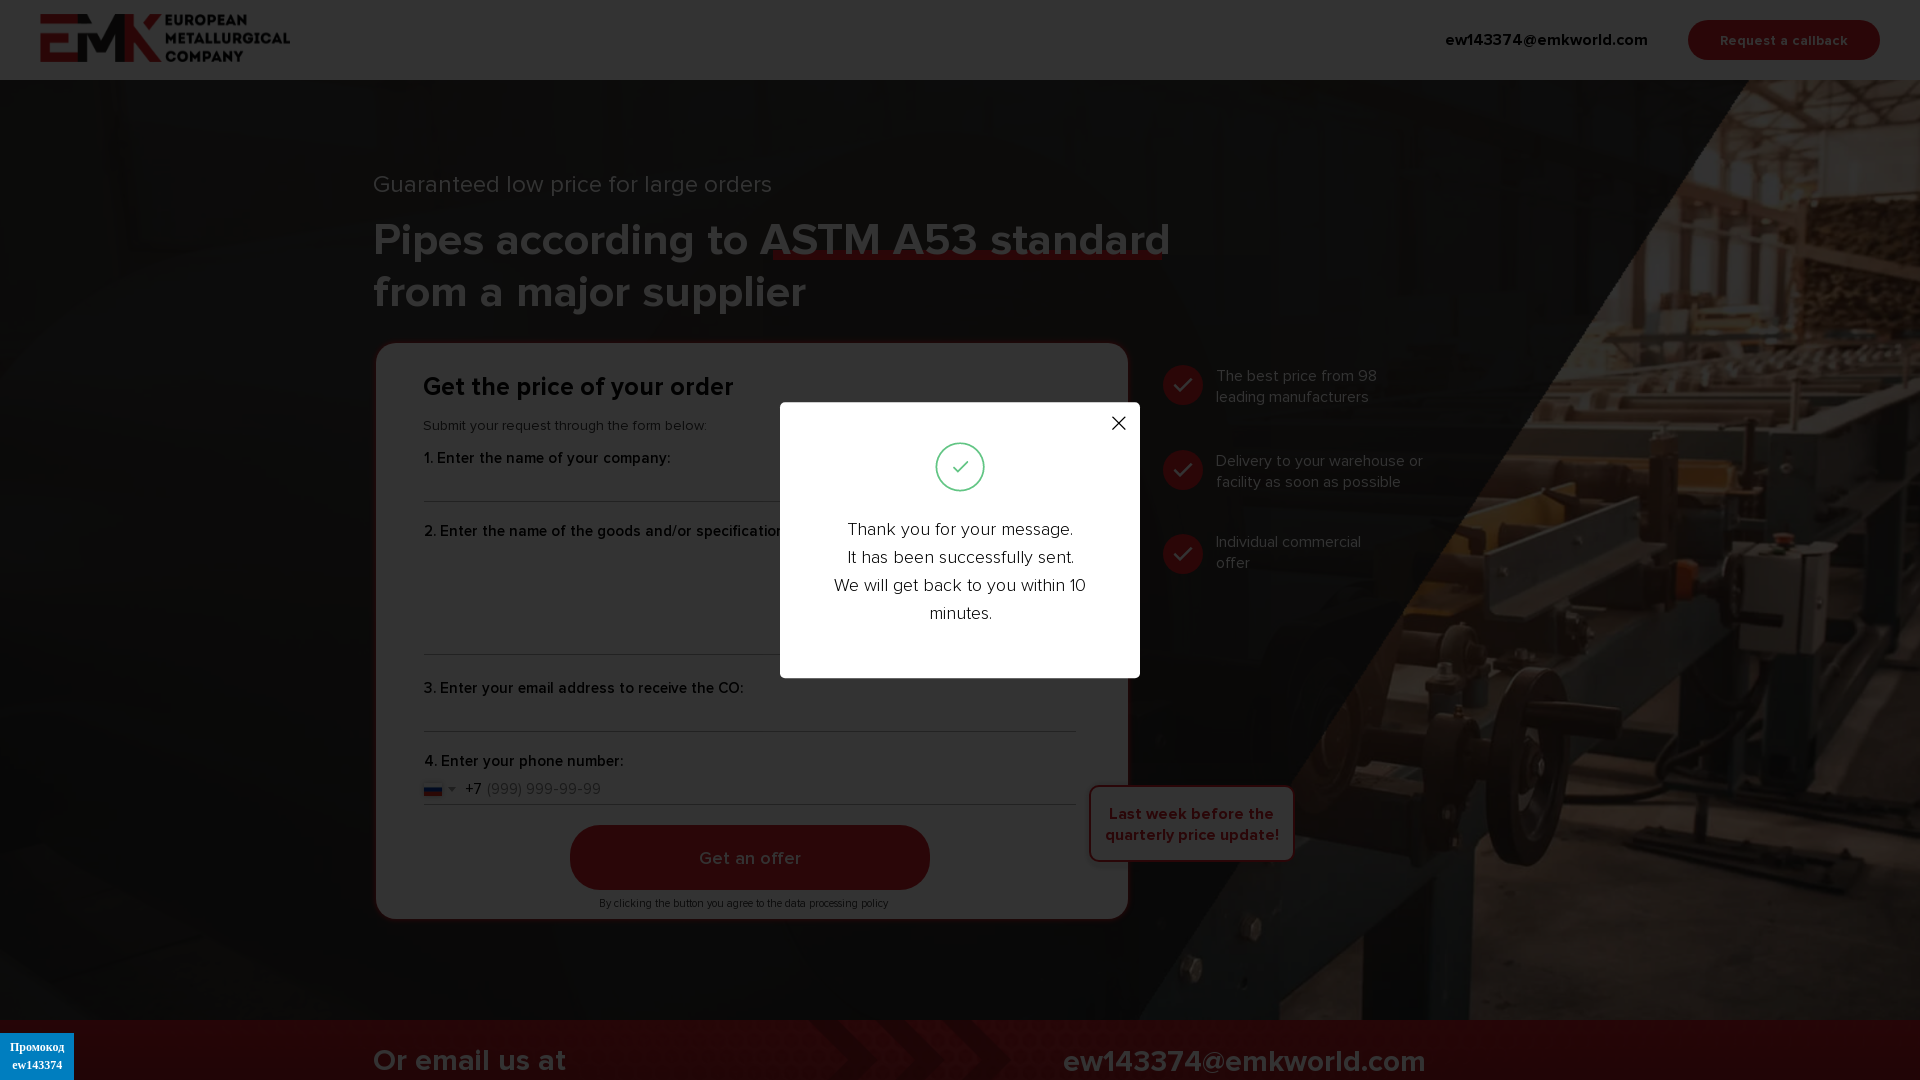 EMK EUROPEAN METALLURGICAL COMPANY
ew143374@emkworld.com
Request a callback
Guaranteed low price for large orders
Pipes according to ASTM A53 standard
from a major supplier
Get the price of your order
Submit your request through the form below:
1. Enter the name of your company:
2. Enter the name of the goods and/or specification
3. Enter your email address to receive the CO:
4. Enter your phone number:
+7 (999) 999-99-99
Get an offer
By clicking the button you agree to the data processing policy
The best price from 98
leading manufacturers
Delivery to your warehouse or
facility as soon as possible
Individual commercial
offer
Last week before the
quarterly price update!
Thank you for your message.
It has been successfully sent.
We will get back to you within 10
minutes.
Or email us at
ew143374@emkworld.com
Промокод
ew143374